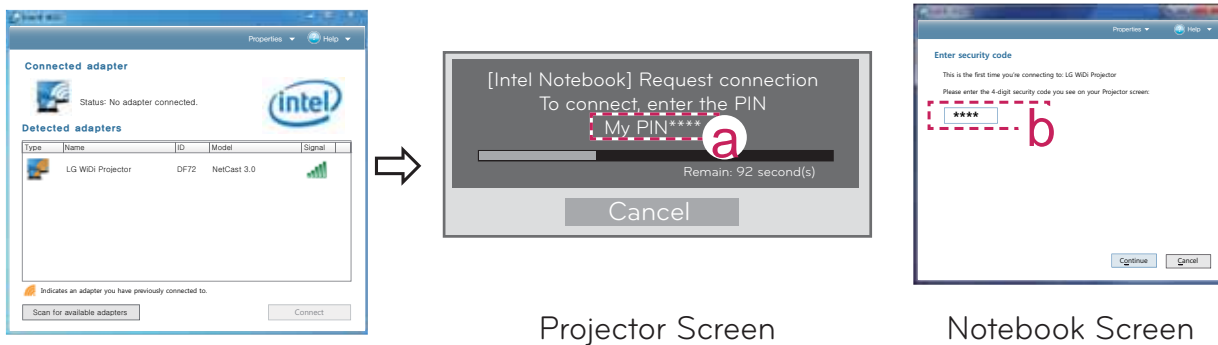 Properties Help
Connected adapter
Status: No adapter connected.
intel
Detected adapters
Type Name ID Model Signal
LG WiDi Projector DF72 NetCast 3.0
Indicates an adapter you have previously connected to.
Scan for available adapters Connect
[Intel Notebook] Request connection
To connect, enter the PIN
My PIN**** a
Remain: 92 second(s)
Cancel
Projector Screen
Properties Help
Enter security code
This is the first time you're connecting to: LG WiDi Projector
Please enter the 4-digit security code you see on your Projector screen:
**** b
Continue Cancel
Notebook Screen